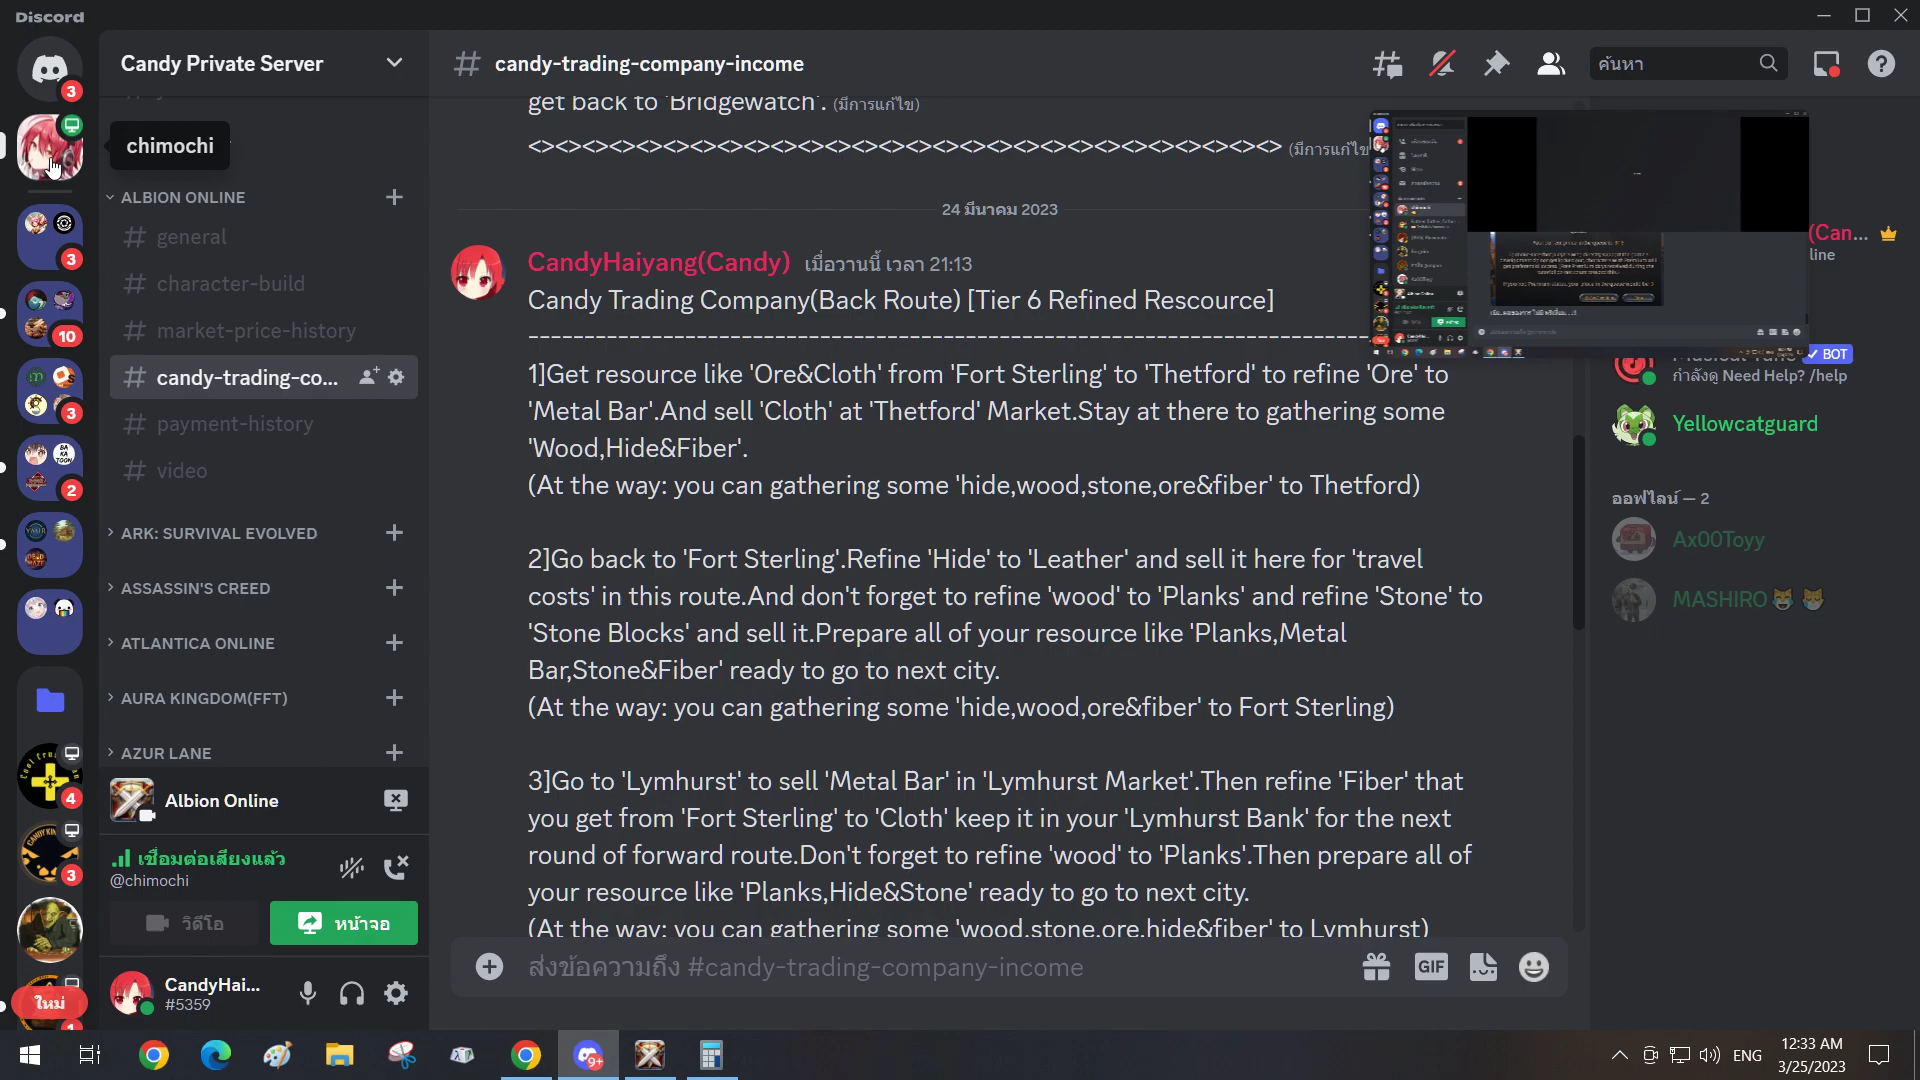 Discord
Candy Private Server
candy-trading-company-income
ค้นหา
3
chimochi
ALBION ONLINE
general
character-build
market-price-history
candy-trading-co...
payment-history
video
ARK: SURVIVAL EVOLVED
ASSASSIN'S CREED
ATLANTICA ONLINE
AURA KINGDOM(FFT)
AZUR LANE
3
10
3
2
4
3
ใหม่
1
Albion Online
เชื่อมต่อเสียงแล้ว
@chimochi
วิดีโอ
หน้าจอ
CandyHai...
#5359
get back to 'Bridgewatch'. (มีการแก้ไข)
<><><><><><><><><><><><><><><><><><><><><><><><><><><><> (มีการแก้ไข
24 มีนาคม 2023
CandyHaiyang(Candy) เมื่อวานนี้ เวลา 21:13
Candy Trading Company(Back Route) [Tier 6 Refined Rescource]
----------------------------------------------------------------
1]Get resource like 'Ore&Cloth' from 'Fort Sterling' to 'Thetford' to refine 'Ore' to
'Metal Bar'.And sell 'Cloth' at 'Thetford' Market.Stay at there to gathering some
'Wood,Hide&Fiber'.
(At the way: you can gathering some 'hide,wood,stone,ore&fiber' to Thetford)
2]Go back to 'Fort Sterling'.Refine 'Hide' to 'Leather' and sell it here for 'travel
costs' in this route.And don't forget to refine 'wood' to 'Planks' and refine 'Stone' to
'Stone Blocks' and sell it.Prepare all of your resource like 'Planks,Metal
Bar,Stone&Fiber' ready to go to next city.
(At the way: you can gathering some 'hide,wood,ore&fiber' to Fort Sterling)
3]Go to 'Lymhurst' to sell 'Metal Bar' in 'Lymhurst Market'.Then refine 'Fiber' that
you get from 'Fort Sterling' to 'Cloth' keep it in your 'Lymhurst Bank' for the next
round of forward route.Don't forget to refine 'wood' to 'Planks'.Then prepare all of
your resource like 'Planks,Hide&Stone' ready to go to next city.
(At the way: you can gathering some 'wood,stone,ore,hide&fiber' to Lymhurst)
ส่งข้อความถึง #candy-trading-company-income
GIF
(Can...
line
BOT
กำลังดู Need Help? /help
Yellowcatguard
ออฟไลน์ — 2
Ax00Toyy
MASHIRO
9+
ENG
12:33 AM
3/25/2023